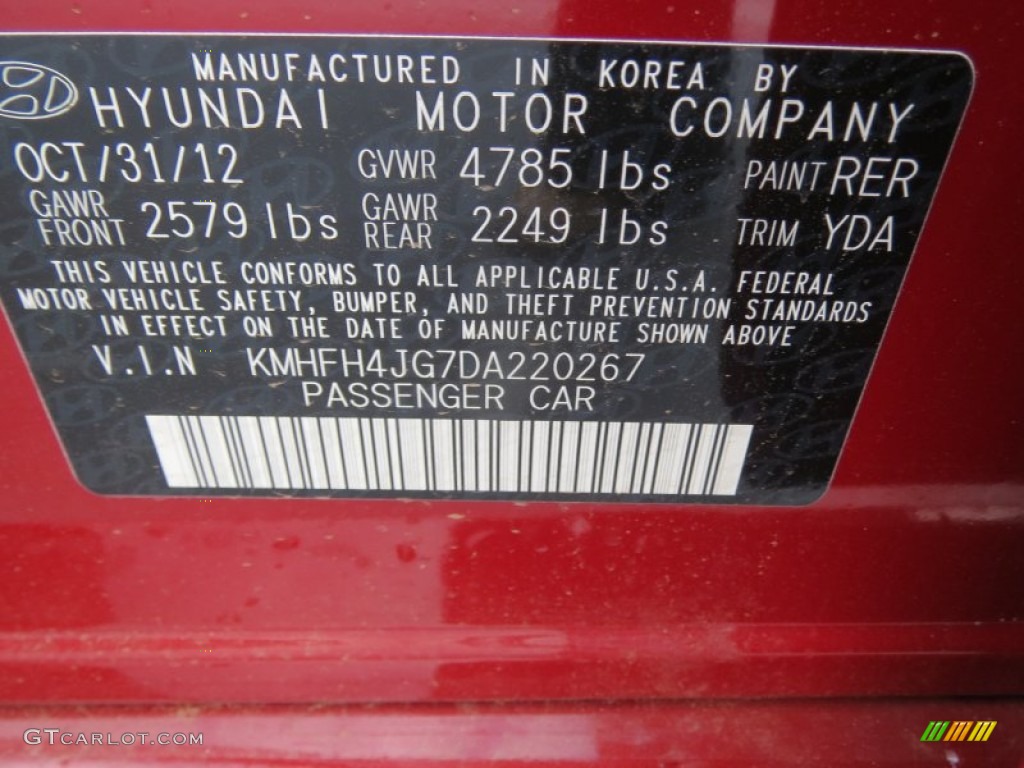 MANUFACTURED IN KOREA BY
HYUNDAI MOTOR COMPANY
OCT/31/12 GVWR 4785 lbs PAINT RER
GAWR FRONT 2579 lbs GAWR REAR 2249 lbs TRIM YDA
THIS VEHICLE CONFORMS TO ALL APPLICABLE U.S.A. FEDERAL
MOTOR VEHICLE SAFETY, BUMPER, AND THEFT PREVENTION STANDARDS
IN EFFECT ON THE DATE OF MANUFACTURE SHOWN ABOVE
V.I.N KMHFH4JG7DA220267
PASSENGER CAR
GTCARLOT.COM